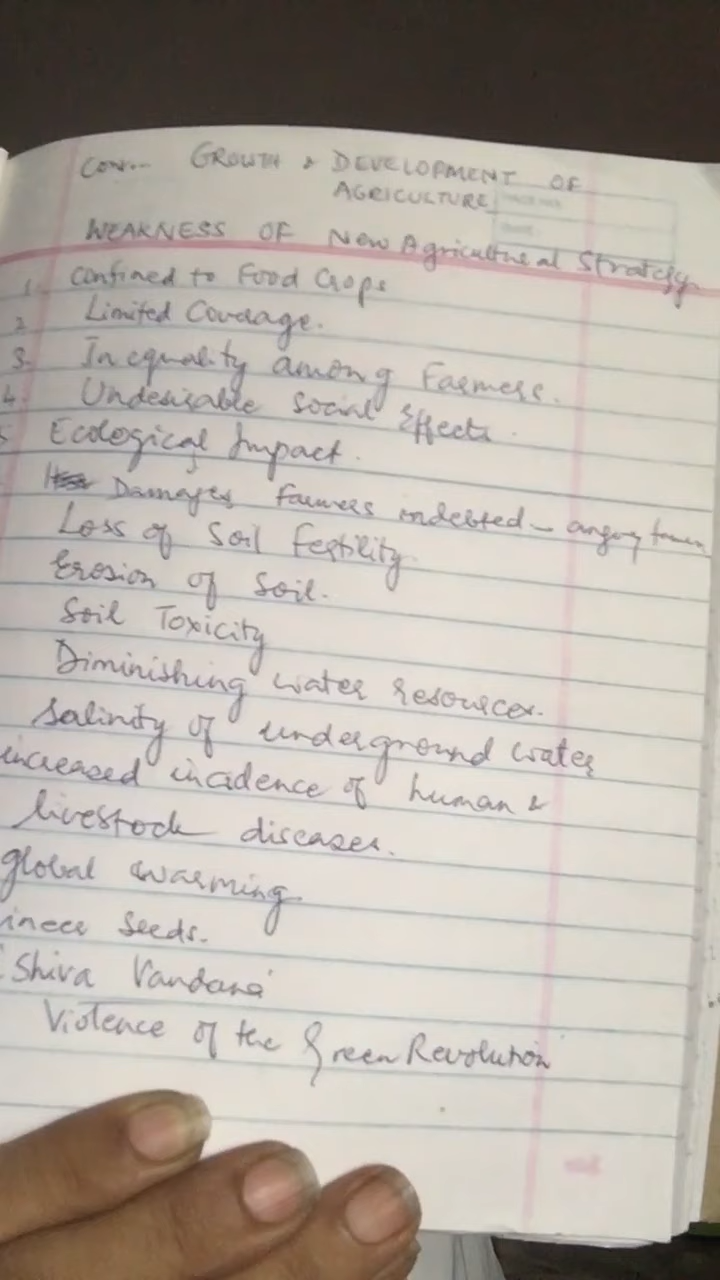 Con... GROWTH & DEVELOPMENT OF
AGRICULTURE
WEAKNESS OF New Agricultural Strategy
1. Confined to Food Crops
2. Limited Coverage.
3. Inequality among Farmers.
4. Undesirable Social Effects.
5 Ecological Impact.
Damages farmers indebted - among
Loss of Soil Fertility.
Erosion of Soil.
Soil Toxicity
Diminishing water resources.
Salinity of underground water
increased incidence of human &
livestock diseases.
global warming
Seeds.
Shiva Vandana
Violence of the Green Revolution